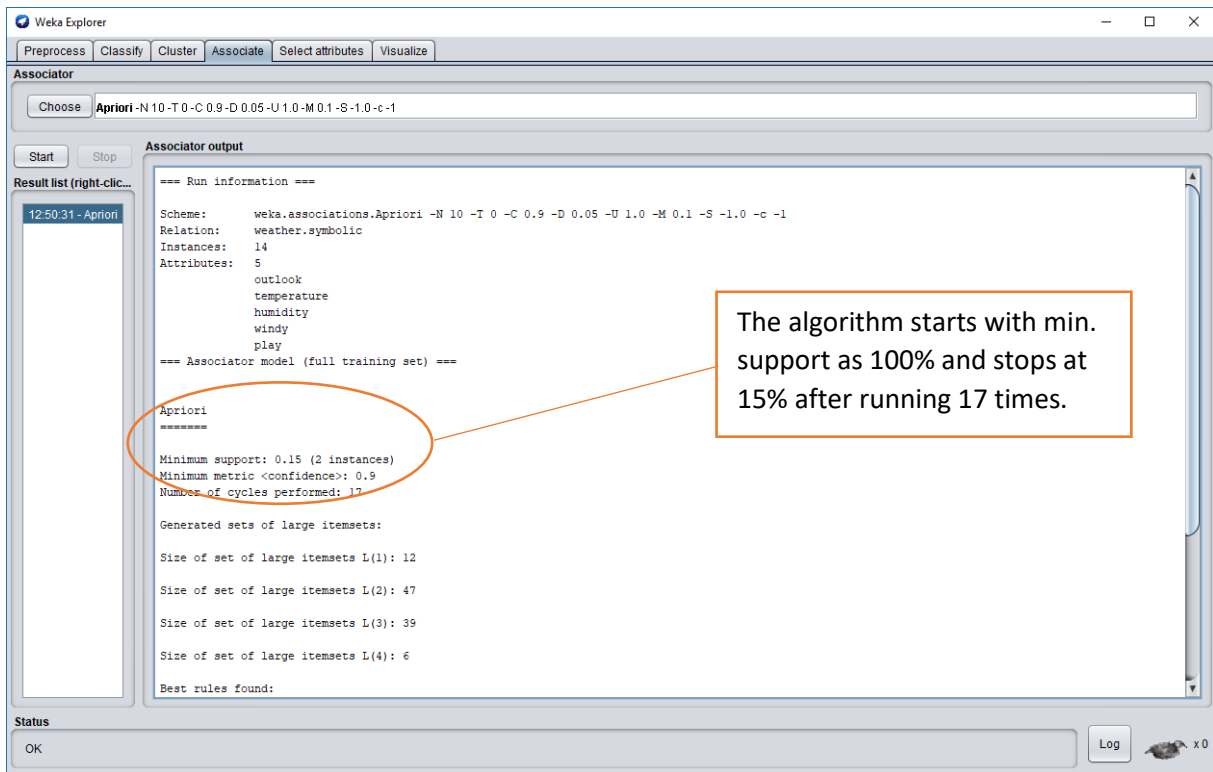 Weka Explorer
Preprocess Classify Cluster Associate Select attributes Visualize
Associator
Choose Apriori -N 10 -T 0 -C 0.9 -D 0.05 -U 1.0 -M 0.1 -S -1.0 -c -1
Start Stop
Result list (right-clic...
12:50:31 - Apriori
Associator output
=== Run information ===
Scheme: weka.associations.Apriori -N 10 -T 0 -C 0.9 -D 0.05 -U 1.0 -M 0.1 -S -1.0 -c -1
Relation: weather.symbolic
Instances: 14
Attributes: 5
outlook
temperature
humidity
windy
play
=== Associator model (full training set) ===
Apriori
=======
Minimum support: 0.15 (2 instances)
Minimum metric <confidence>: 0.9
Number of cycles performed: 17
Generated sets of large itemsets:
Size of set of large itemsets L(1): 12
Size of set of large itemsets L(2): 47
Size of set of large itemsets L(3): 39
Size of set of large itemsets L(4): 6
Best rules found:
The algorithm starts with min.
support as 100% and stops at
15% after running 17 times.
Status
OK
Log x 0